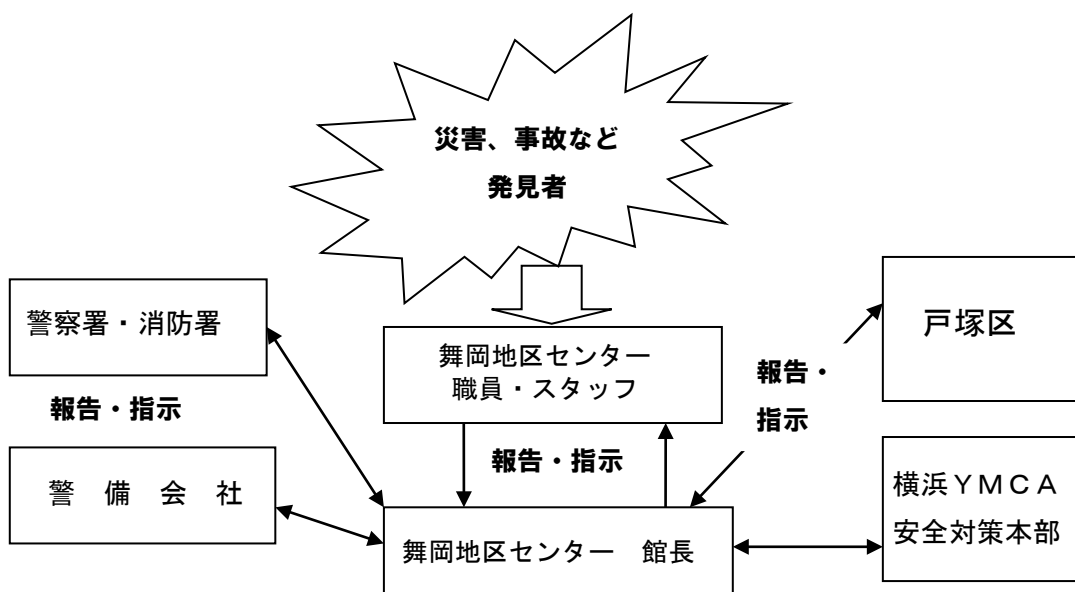 災害、事故など
発見者
警察署・消防署
舞岡地区センター
職員・スタッフ
戸塚区
報告・
指示
報告・指示
報告・指示
警　備　会　社
舞岡地区センター　館長
横浜ＹＭＣＡ
安全対策本部